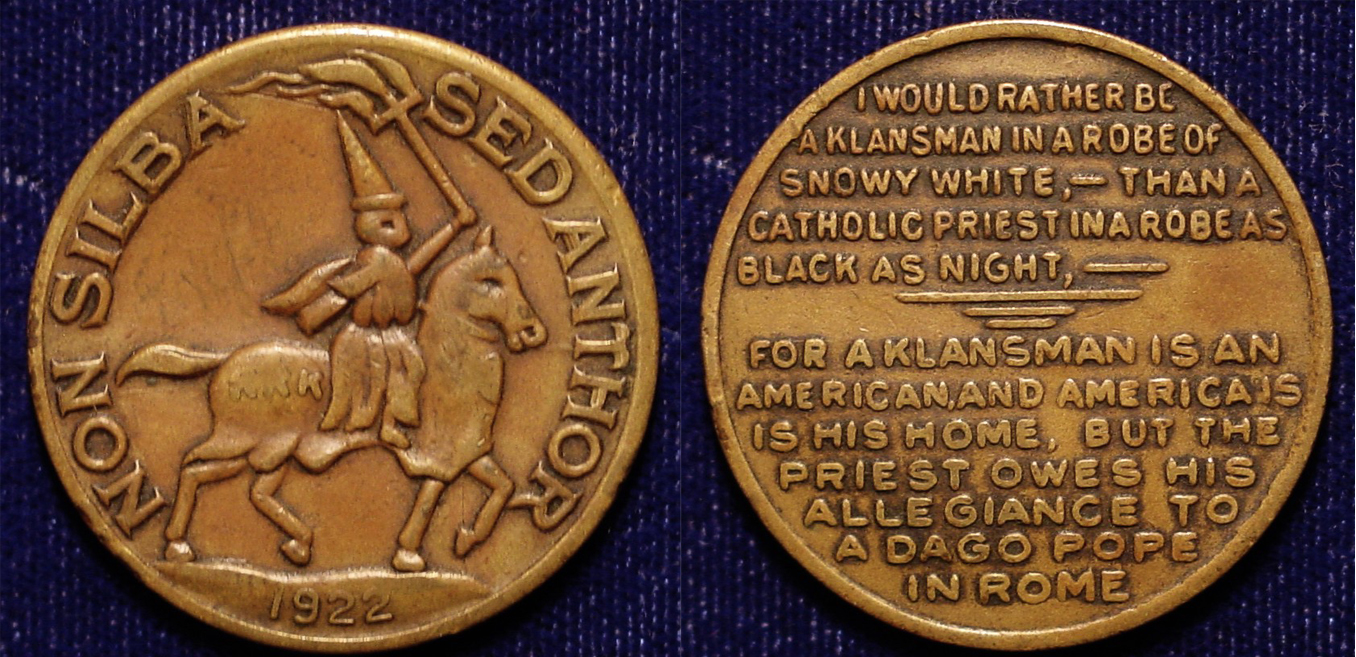 NON SILBA SED ANTHOR
KKK
1922
I WOULD RATHER BE
A KLANSMAN IN A ROBE OF
SNOWY WHITE,— THAN A
CATHOLIC PRIEST IN A ROBE AS
BLACK AS NIGHT,—
FOR A KLANSMAN IS AN
AMERICAN, AND AMERICA IS
IS HIS HOME, BUT THE
PRIEST OWES HIS
ALLEGIANCE TO
A DAGO POPE
IN ROME